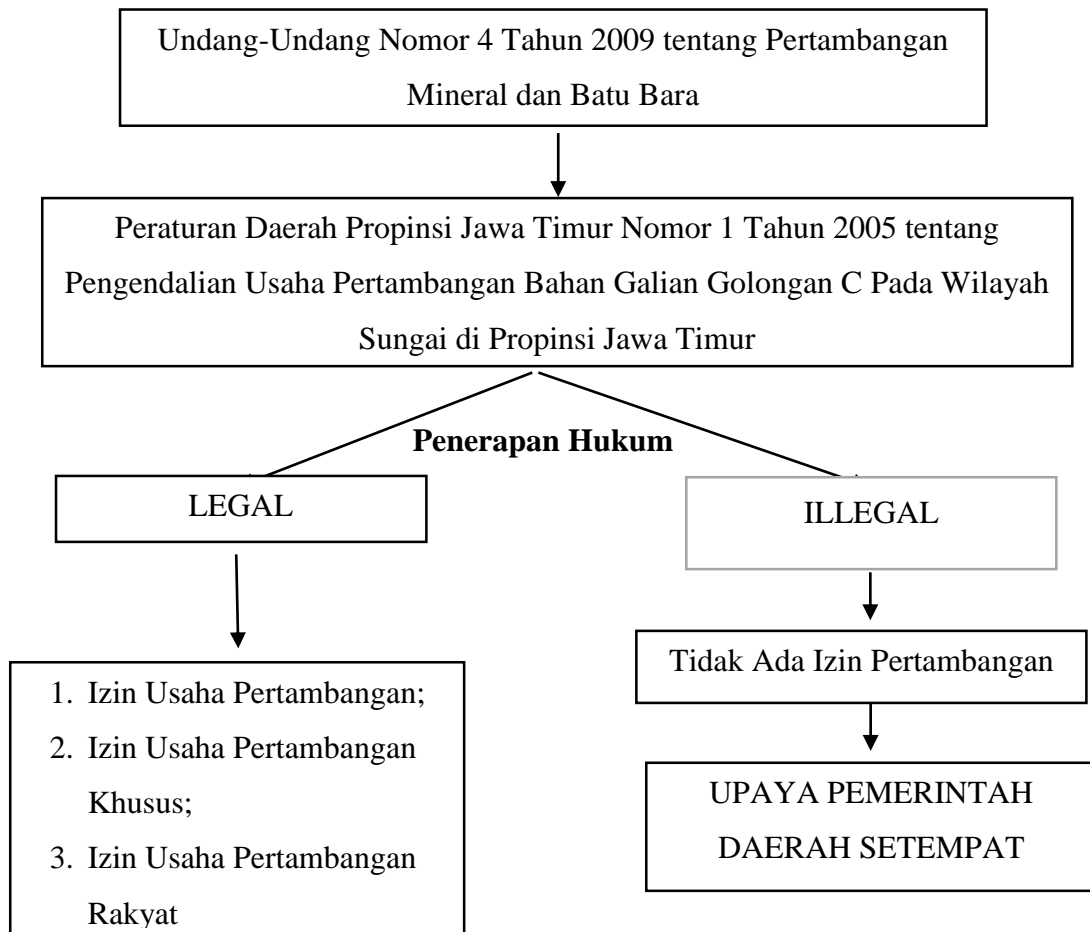 Undang-Undang Nomor 4 Tahun 2009 tentang Pertambangan
Mineral dan Batu Bara
Peraturan Daerah Propinsi Jawa Timur Nomor 1 Tahun 2005 tentang
Pengendalian Usaha Pertambangan Bahan Galian Golongan C Pada Wilayah
Sungai di Propinsi Jawa Timur
Penerapan Hukum
LEGAL
ILLEGAL
1. Izin Usaha Pertambangan;
2. Izin Usaha Pertambangan
Khusus;
3. Izin Usaha Pertambangan
Rakyat
Tidak Ada Izin Pertambangan
UPAYA PEMERINTAH
DAERAH SETEMPAT